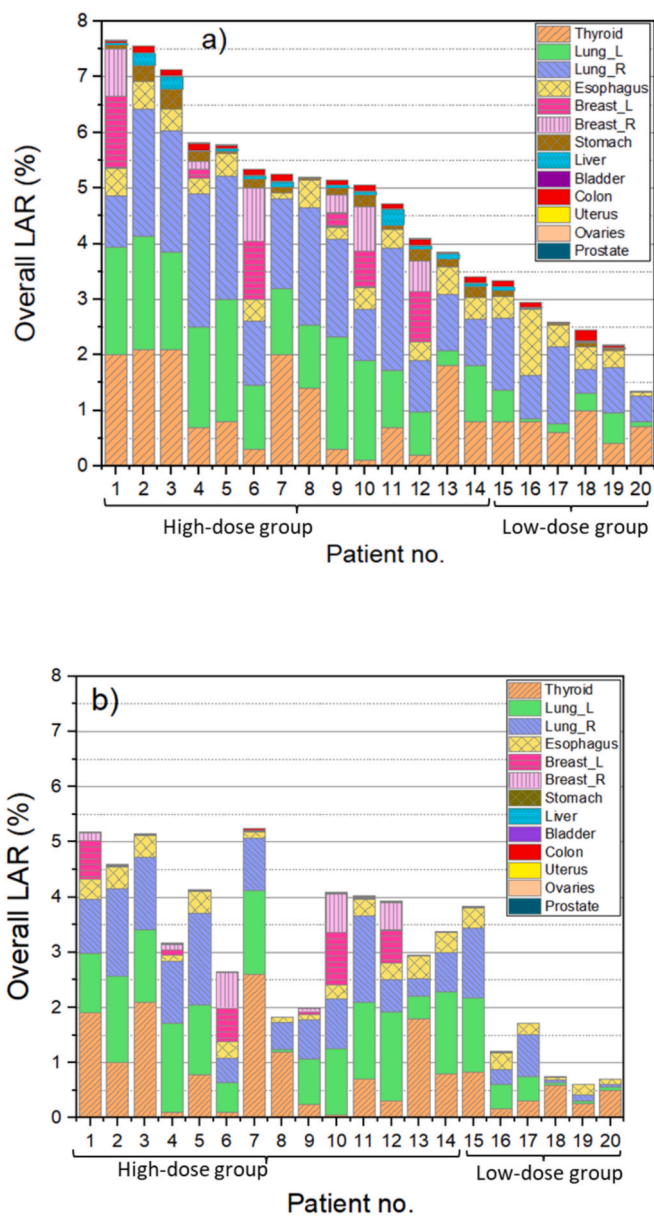 a)
Overall LAR (%)
8
7
6
5
4
3
2
1
0
Thyroid
Lung_L
Lung_R
Esophagus
Breast_L
Breast_R
Stomach
Liver
Bladder
Colon
Uterus
Ovaries
Prostate
1 2 3 4 5 6 7 8 9 10 11 12 13 14 15 16 17 18 19 20
High-dose group Low-dose group
Patient no.
b)
Overall LAR (%)
8
7
6
5
4
3
2
1
0
Thyroid
Lung_L
Lung_R
Esophagus
Breast_L
Breast_R
Stomach
Liver
Bladder
Colon
Uterus
Ovaries
Prostate
1 2 3 4 5 6 7 8 9 10 11 12 13 14 15 16 17 18 19 20
High-dose group Low-dose group
Patient no.